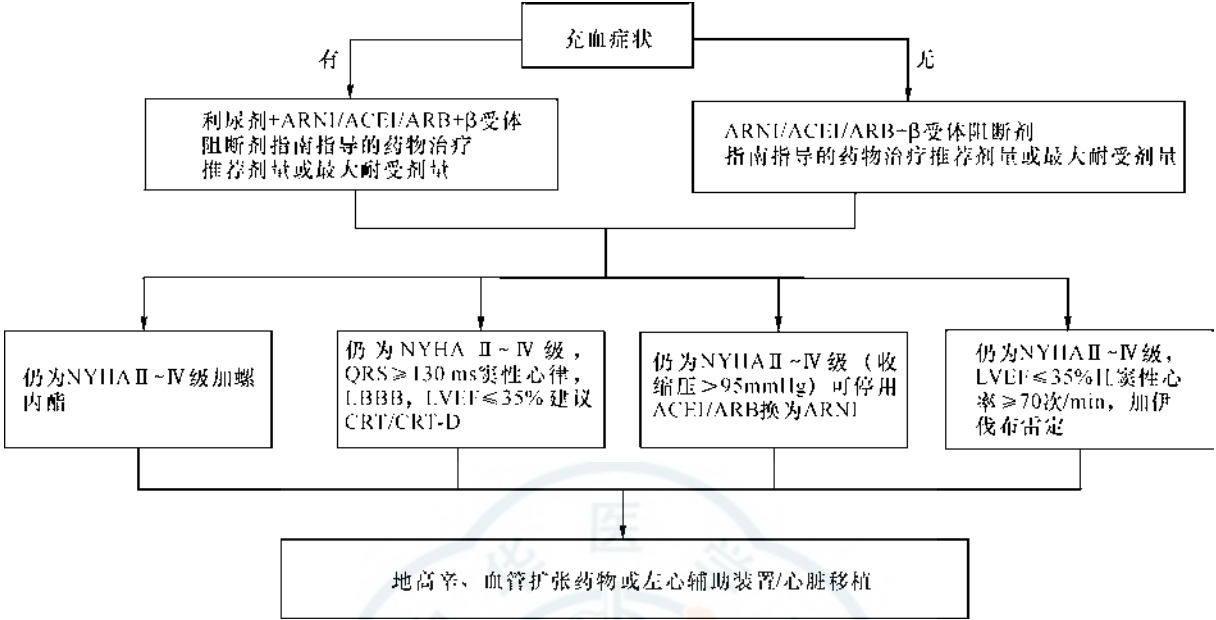 充血症状
有
无
利尿剂+ARNI/ACEI/ARB+β受体
阻断剂指南指导的药物治疗
推荐剂量或最大耐受剂量
ARNI/ACEI/ARB+β受体阻断剂
指南指导的药物治疗推荐剂量或最大耐受剂量
仍为NYHAⅡ~Ⅳ级加螺
内酯
仍为NYHA Ⅱ~Ⅳ级，
QRS≥130 ms窦性心律，
LBBB，LVEF≤35%建议
CRT/CRT-D
仍为NYHAⅡ~Ⅳ级（收
缩压>95mmHg）可停用
ACEI/ARB换为ARNI
仍为NYHAⅡ~Ⅳ级，
LVEF≤35%且窦性心
率≥70次/min，加伊
伐布雷定
地高辛、血管扩张药物或左心辅助装置/心脏移植
华医学